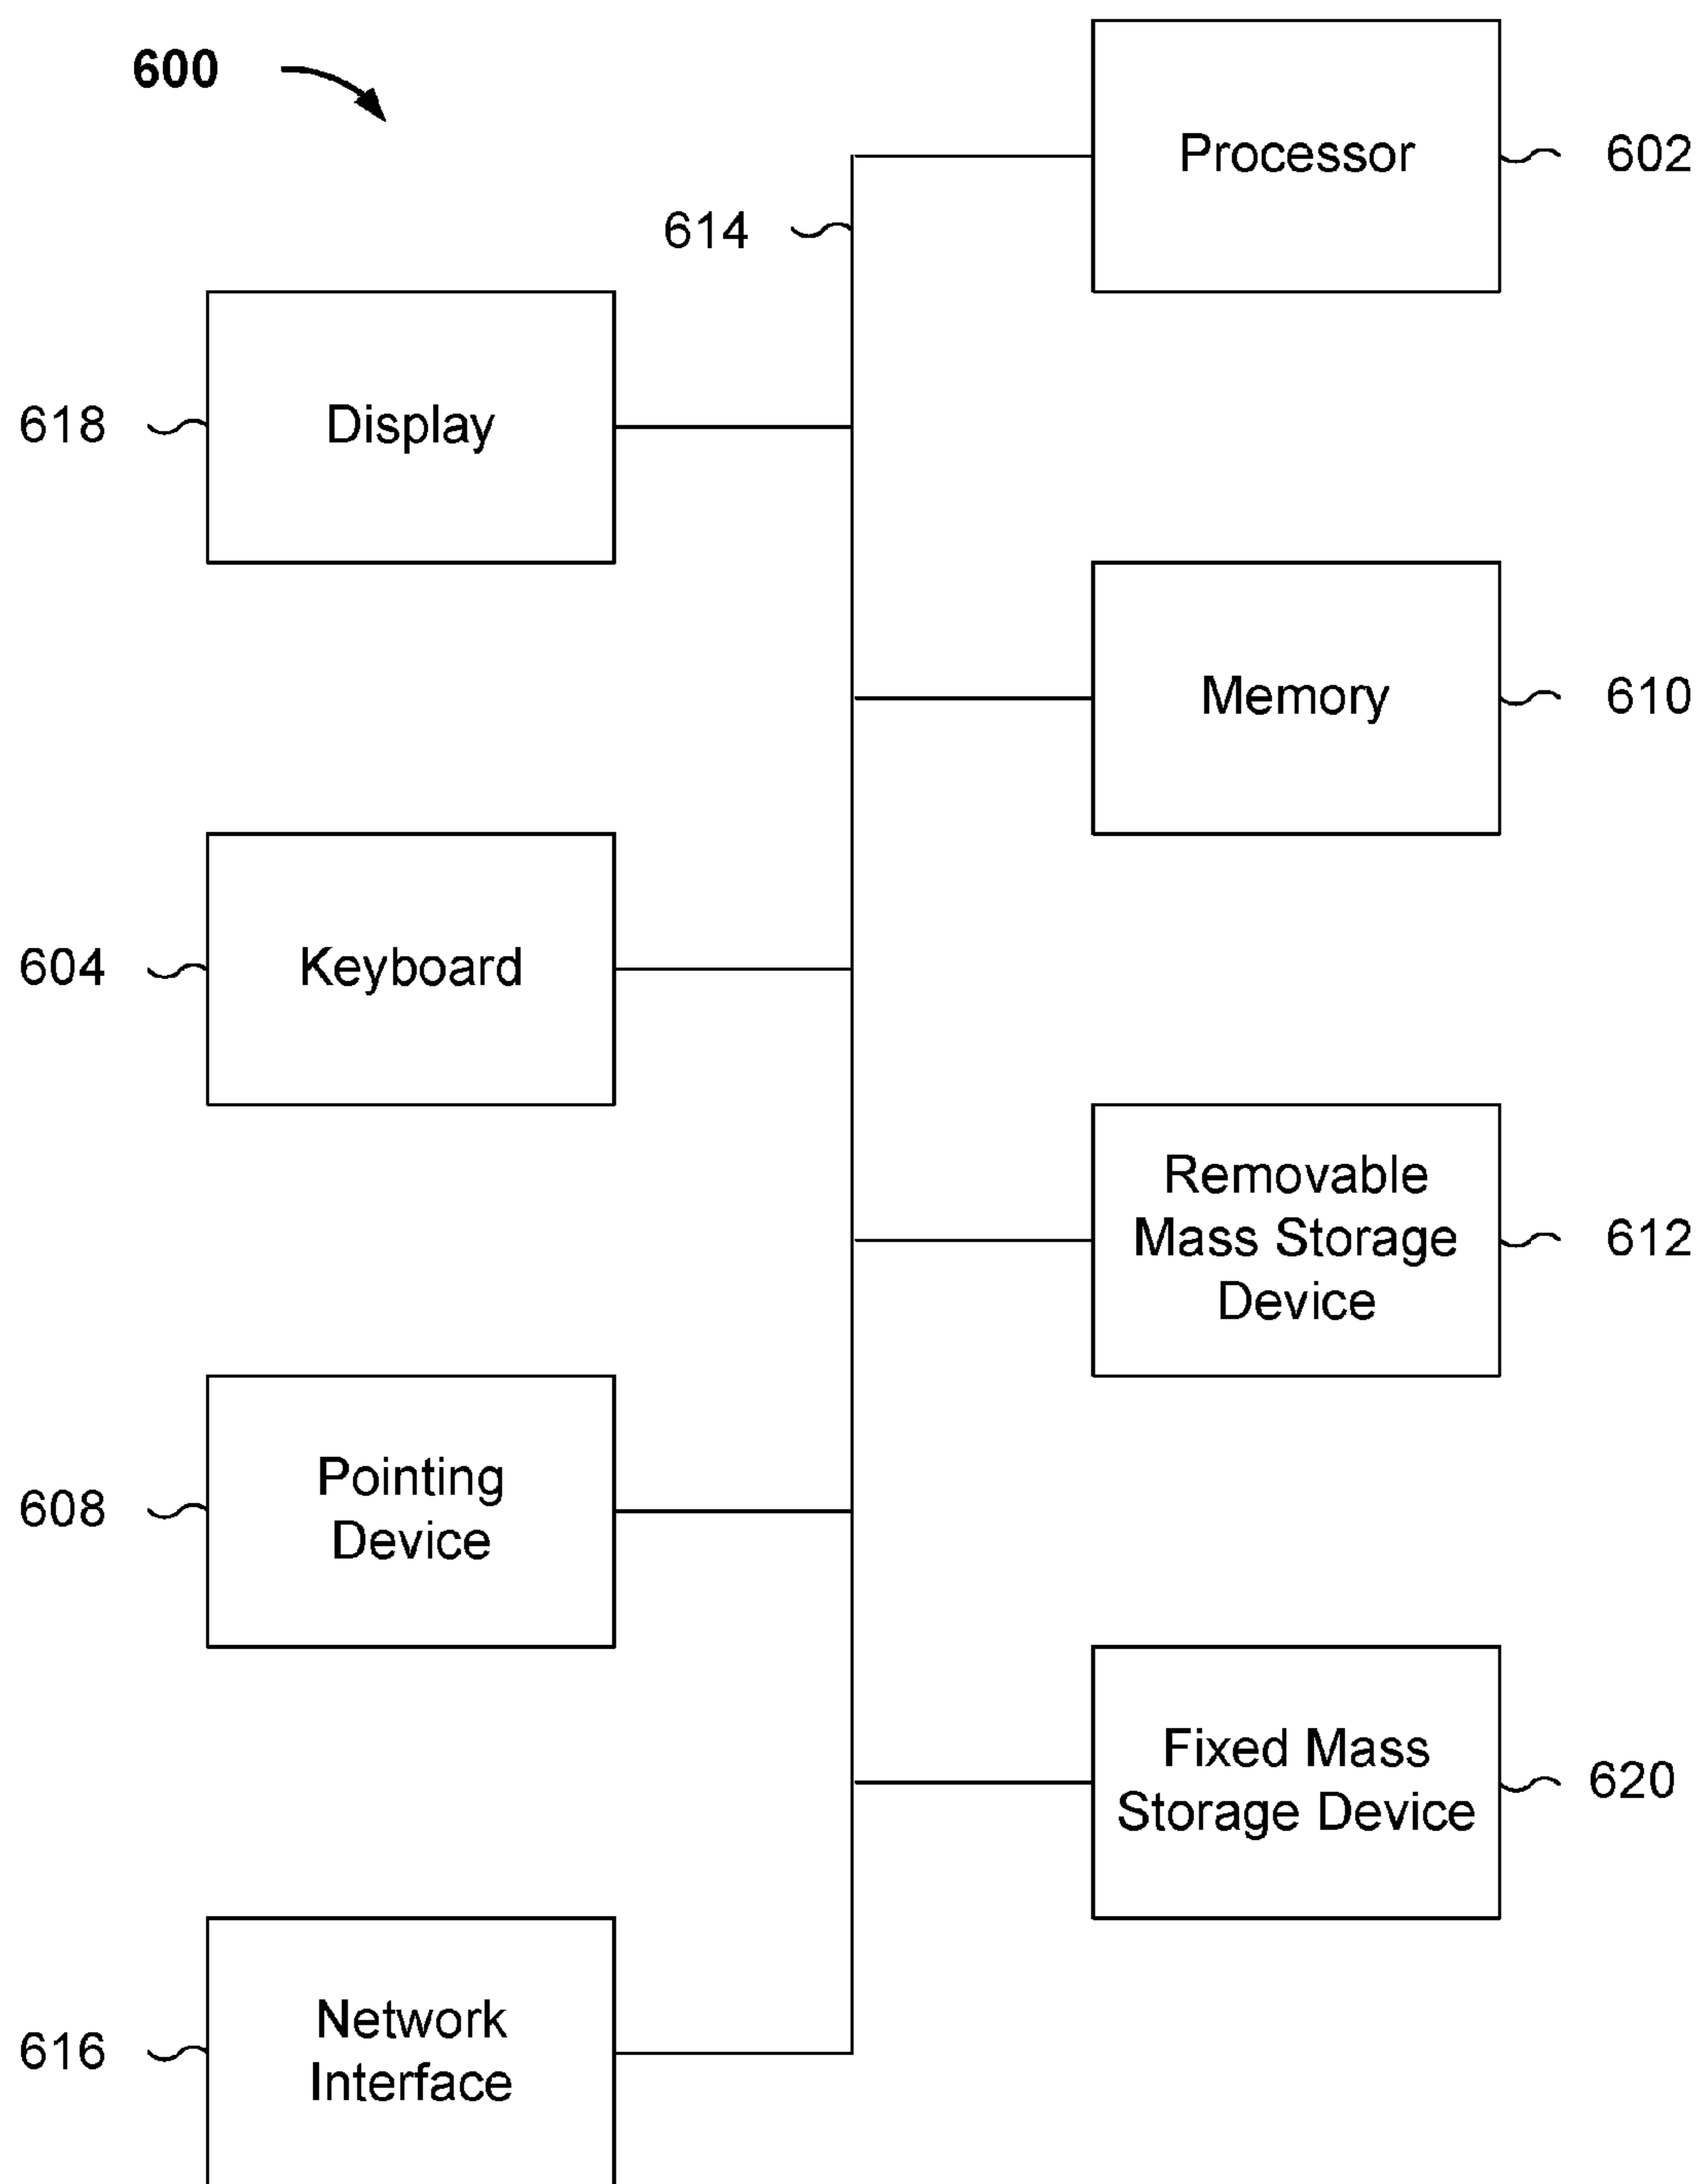 600
Processor
602
614
618
Display
Memory
610
604
Keyboard
Removable
Mass Storage
Device
612
608
Pointing
Device
Fixed Mass
Storage Device
620
616
Network
Interface